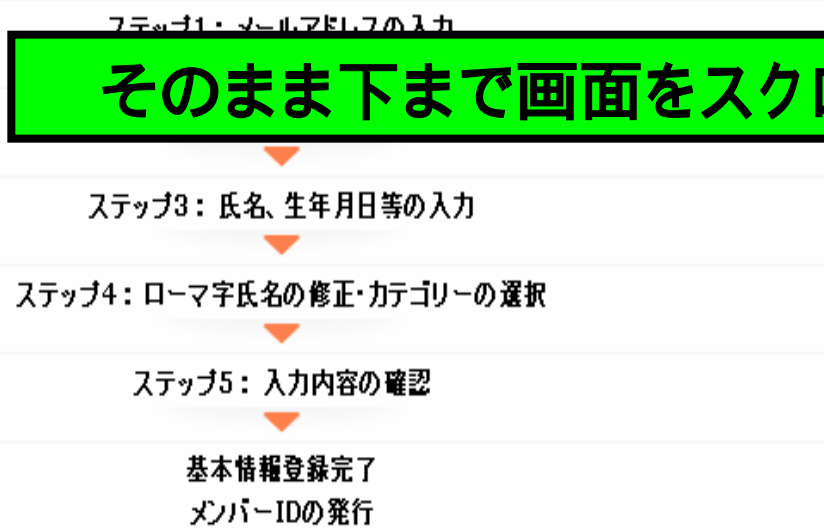 ステップ1：メールアドレスの入力
そのまま下まで画面をスク
ステップ3：氏名、生年月日等の入力
ステップ4：ローマ字氏名の修正・カテゴリーの選択
ステップ5：入力内容の確認
基本情報登録完了
メンバーIDの発行